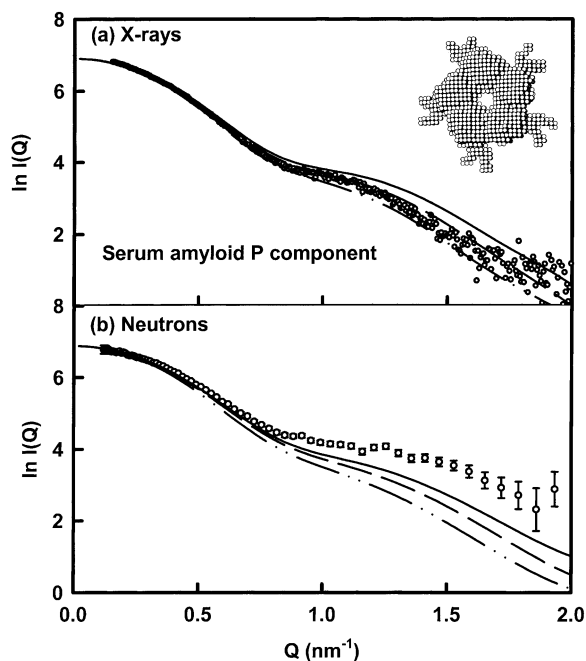 8
(a) X-rays
6
ln I(Q)
4
2
Serum amyloid P component
8
(b) Neutrons
6
ln I(Q)
4
2
0
0.0 0.5 1.0 1.5 2.0
Q (nm⁻¹)